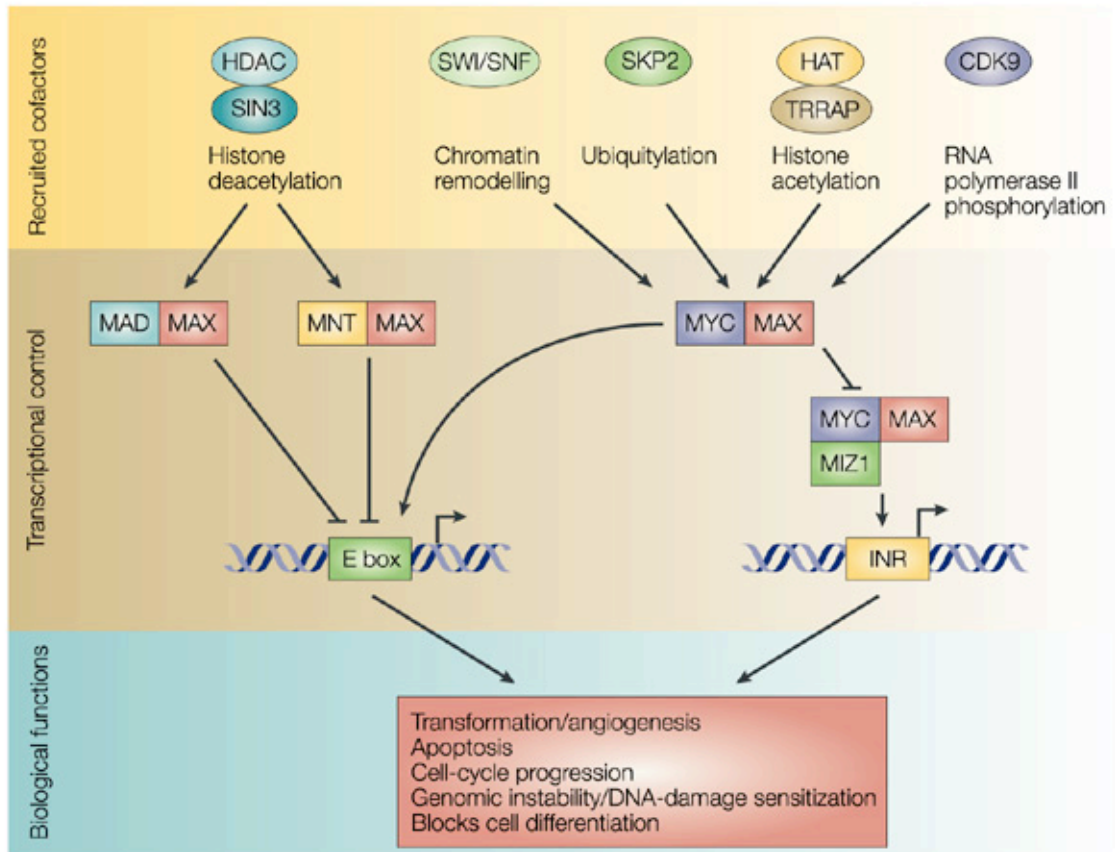 Recruited cofactors
HDAC
SIN3
Histone
deacetylation
SWI/SNF
Chromatin
remodelling
SKP2
Ubiquitylation
HAT
TRRAP
Histone
acetylation
CDK9
RNA
polymerase II
phosphorylation
Transcriptional control
MAD MAX
MNT MAX
MYC MAX
MYC MAX
MIZ1
E box
INR
Biological functions
Transformation/angiogenesis
Apoptosis
Cell-cycle progression
Genomic instability/DNA-damage sensitization
Blocks cell differentiation